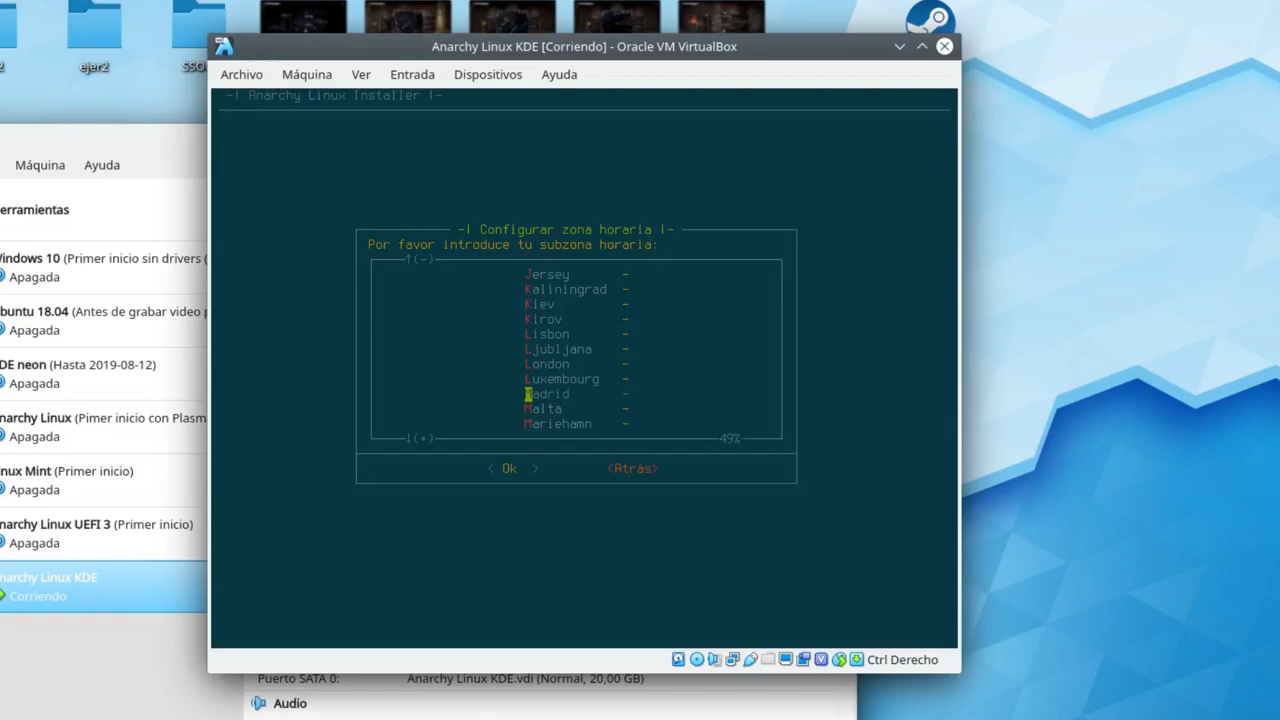 2
ejer2
SSO
Anarchy Linux KDE [Corriendo] - Oracle VM VirtualBox
Archivo Máquina Ver Entrada Dispositivos Ayuda
-| Anarchy Linux Installer |-
Máquina Ayuda
erramientas
indows 10 (Primer inicio sin drivers (
Apagada
buntu 18.04 (Antes de grabar video p
Apagada
DE neon (Hasta 2019-08-12)
Apagada
narchy Linux (Pimer inicio con Plasm
Apagada
nux Mint (Primer inicio)
Apagada
narchy Linux UEFI 3 (Primer inicio)
Apagada
narchy Linux KDE
Corriendo
-| Configurar zona horaria |-
Por favor introduce tu subzona horaria:
↑(-)
Jersey -
Kaliningrad -
Kiev -
Kirov -
Lisbon -
Ljubljana -
London -
Luxembourg -
Madrid -
Malta -
Mariehamn -
↓(+) 49%
< Ok > <Atrás>
Ctrl Derecho
Puerto SATA 0: Anarchy Linux KDE.vdi (Normal, 20,00 GB)
Audio